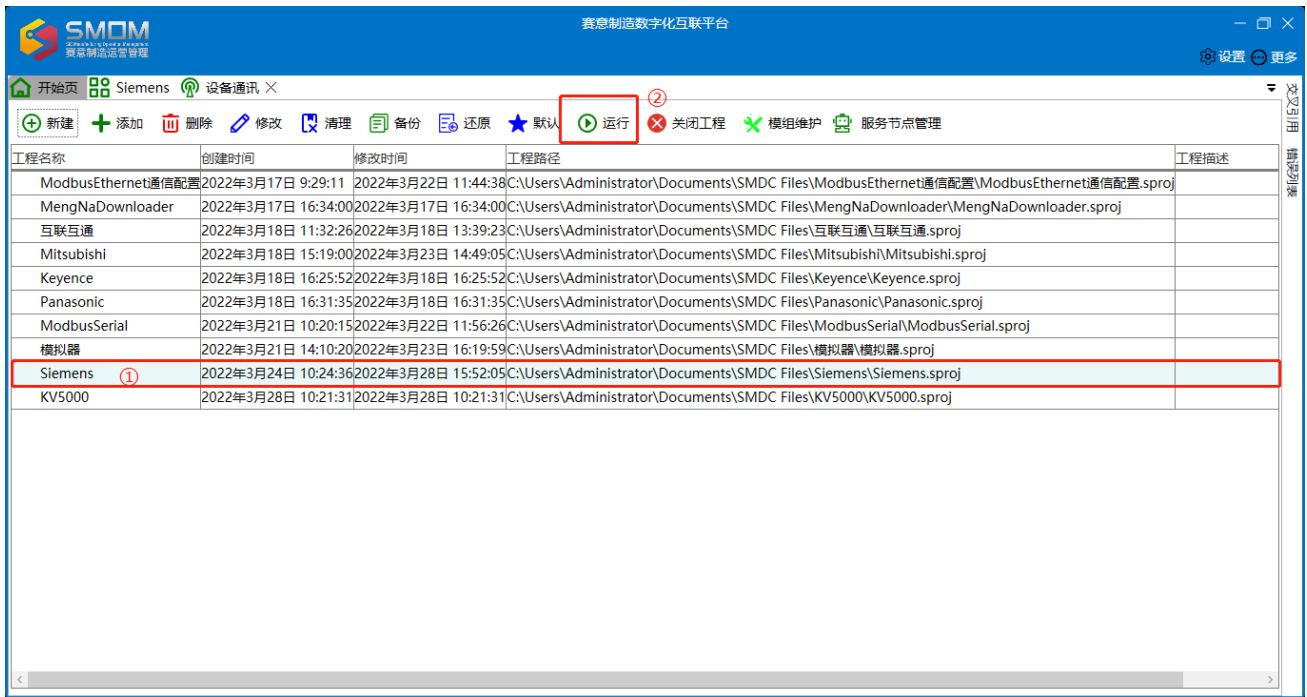 赛意制造数字化互联平台
SMOM
赛意制造运营管理
设置 更多
开始页 Siemens 设备通讯
②
新建 添加 删除 修改 清理 备份 还原 默认 运行 关闭工程 模组维护 服务节点管理
交叉引用 错误列表
工程名称 创建时间 修改时间 工程路径 工程描述
ModbusEthernet通信配置 2022年3月17日 9:29:11 2022年3月22日 11:44:38 C:\Users\Administrator\Documents\SMDC Files\ModbusEthernet通信配置\ModbusEthernet通信配置.sproj
MengNaDownloader 2022年3月17日 16:34:00 2022年3月17日 16:34:00 C:\Users\Administrator\Documents\SMDC Files\MengNaDownloader\MengNaDownloader.sproj
互联互通 2022年3月18日 11:32:26 2022年3月18日 13:39:23 C:\Users\Administrator\Documents\SMDC Files\互联互通\互联互通.sproj
Mitsubishi 2022年3月18日 15:19:00 2022年3月23日 14:49:05 C:\Users\Administrator\Documents\SMDC Files\Mitsubishi\Mitsubishi.sproj
Keyence 2022年3月18日 16:25:52 2022年3月18日 16:25:52 C:\Users\Administrator\Documents\SMDC Files\Keyence\Keyence.sproj
Panasonic 2022年3月18日 16:31:35 2022年3月18日 16:31:35 C:\Users\Administrator\Documents\SMDC Files\Panasonic\Panasonic.sproj
ModbusSerial 2022年3月21日 10:20:15 2022年3月22日 11:56:26 C:\Users\Administrator\Documents\SMDC Files\ModbusSerial\ModbusSerial.sproj
模拟器 2022年3月21日 14:10:20 2022年3月23日 16:19:59 C:\Users\Administrator\Documents\SMDC Files\模拟器\模拟器.sproj
Siemens ① 2022年3月24日 10:24:36 2022年3月28日 15:52:05 C:\Users\Administrator\Documents\SMDC Files\Siemens\Siemens.sproj
KV5000 2022年3月28日 10:21:31 2022年3月28日 10:21:31 C:\Users\Administrator\Documents\SMDC Files\KV5000\KV5000.sproj